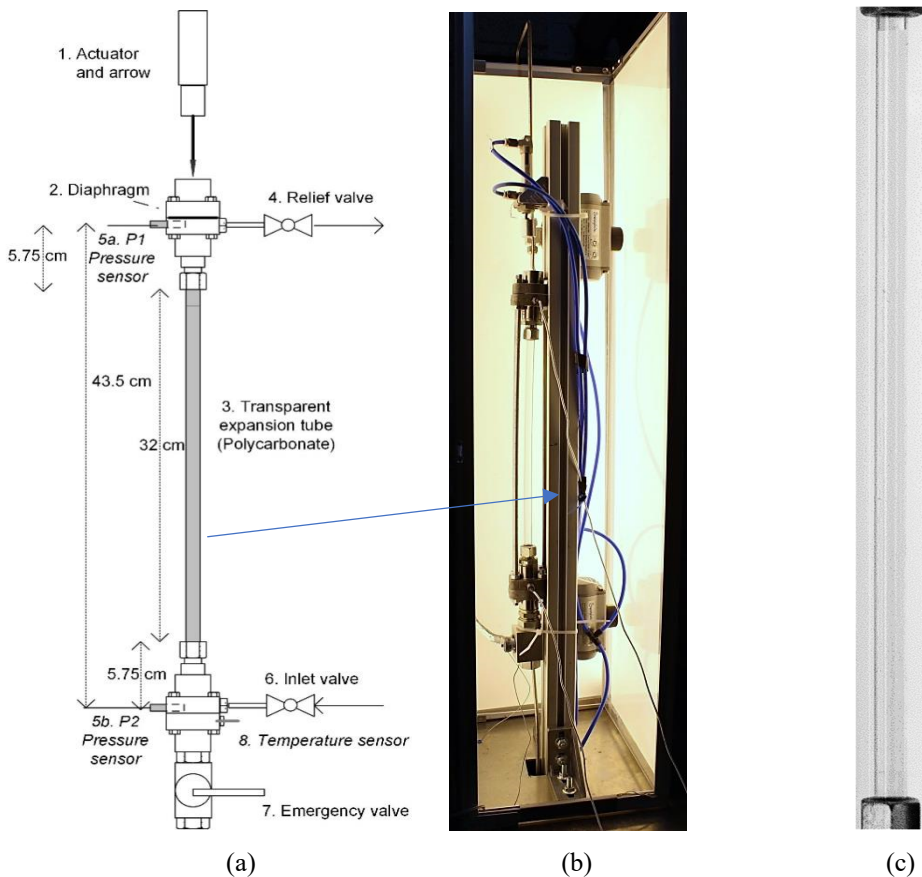 1. Actuator
and arrow
2. Diaphragm
4. Relief valve
5a. P1
Pressure
sensor
5.75 cm
43.5 cm
3. Transparent
expansion tube
(Polycarbonate)
32 cm
5.75 cm
6. Inlet valve
5b. P2
Pressure
sensor
8. Temperature sensor
7. Emergency valve
(a)
(b)
(c)